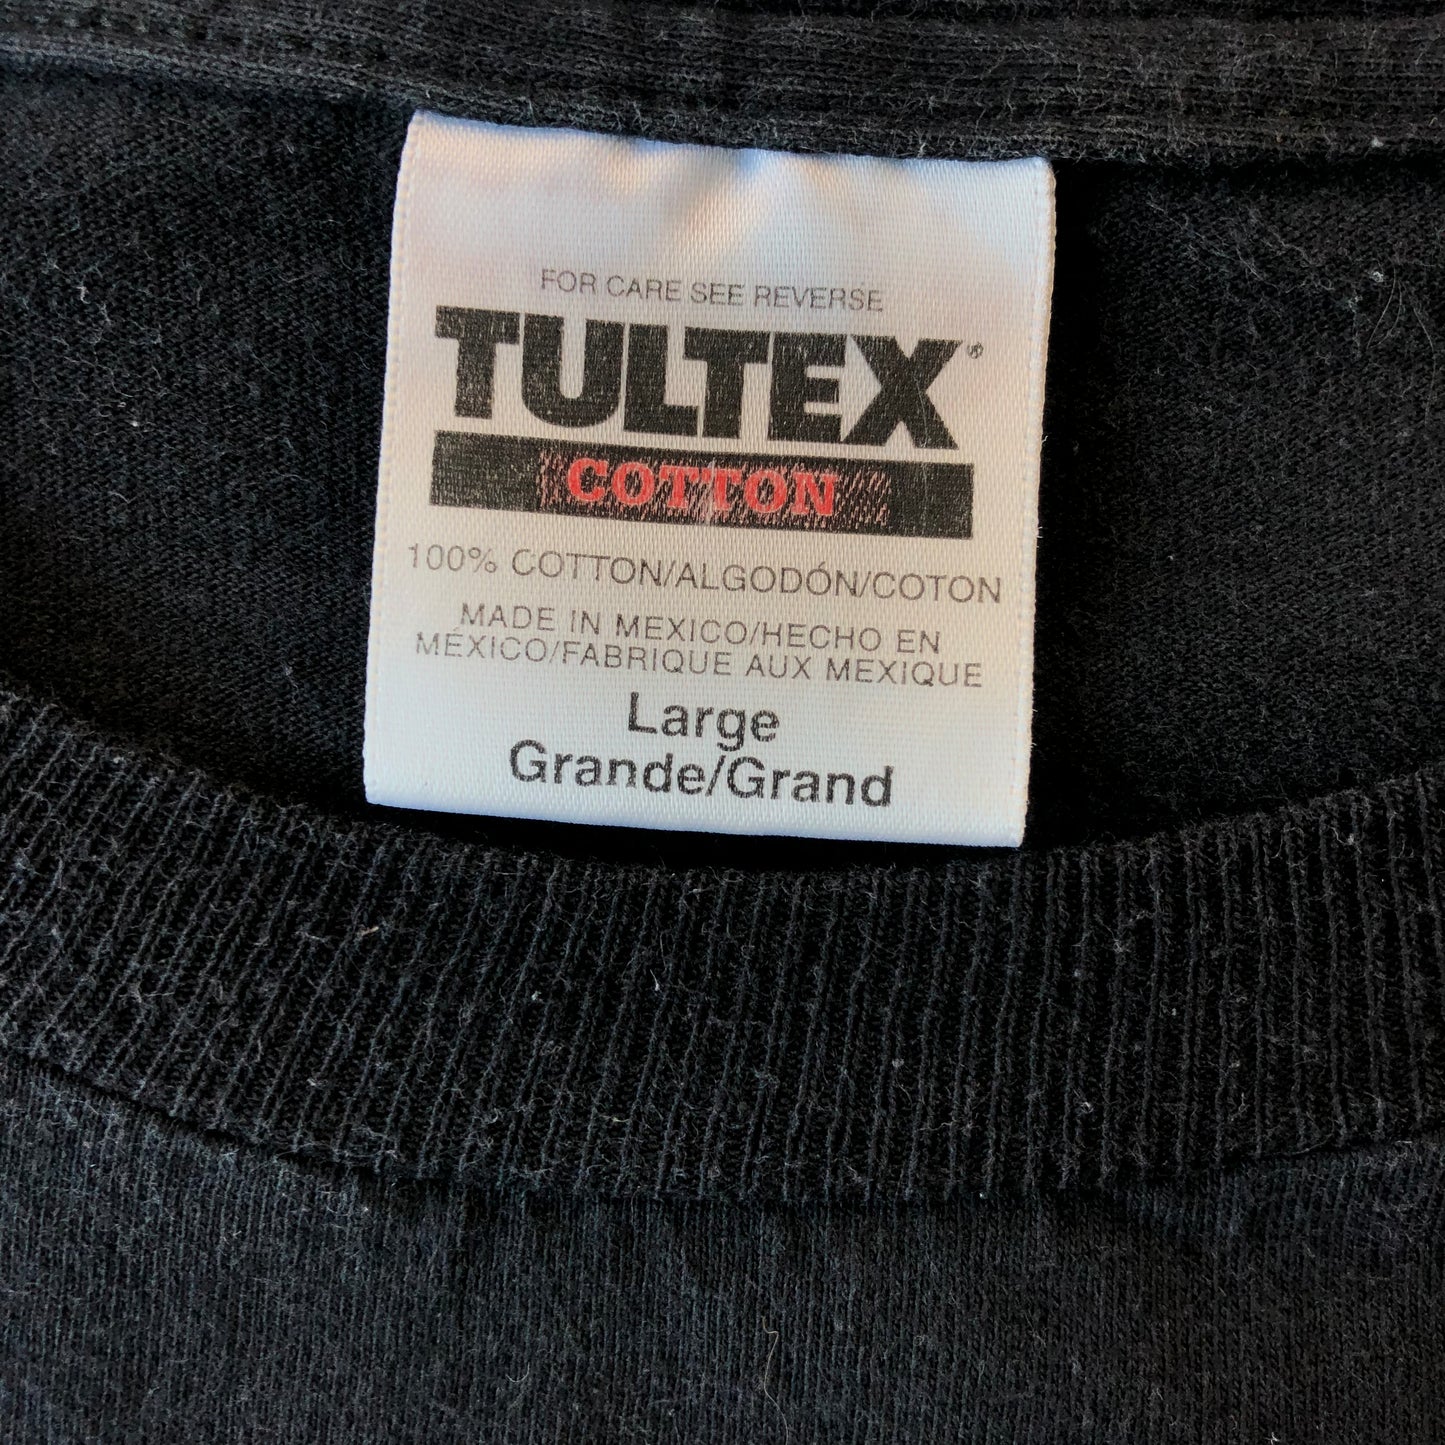 FOR CARE SEE REVERSE
TULTEX®
COTTON
100% COTTON/ALGODÓN/COTON
MADE IN MEXICO/HECHO EN
MÉXICO/FABRIQUE AUX MEXIQUE
Large
Grande/Grand